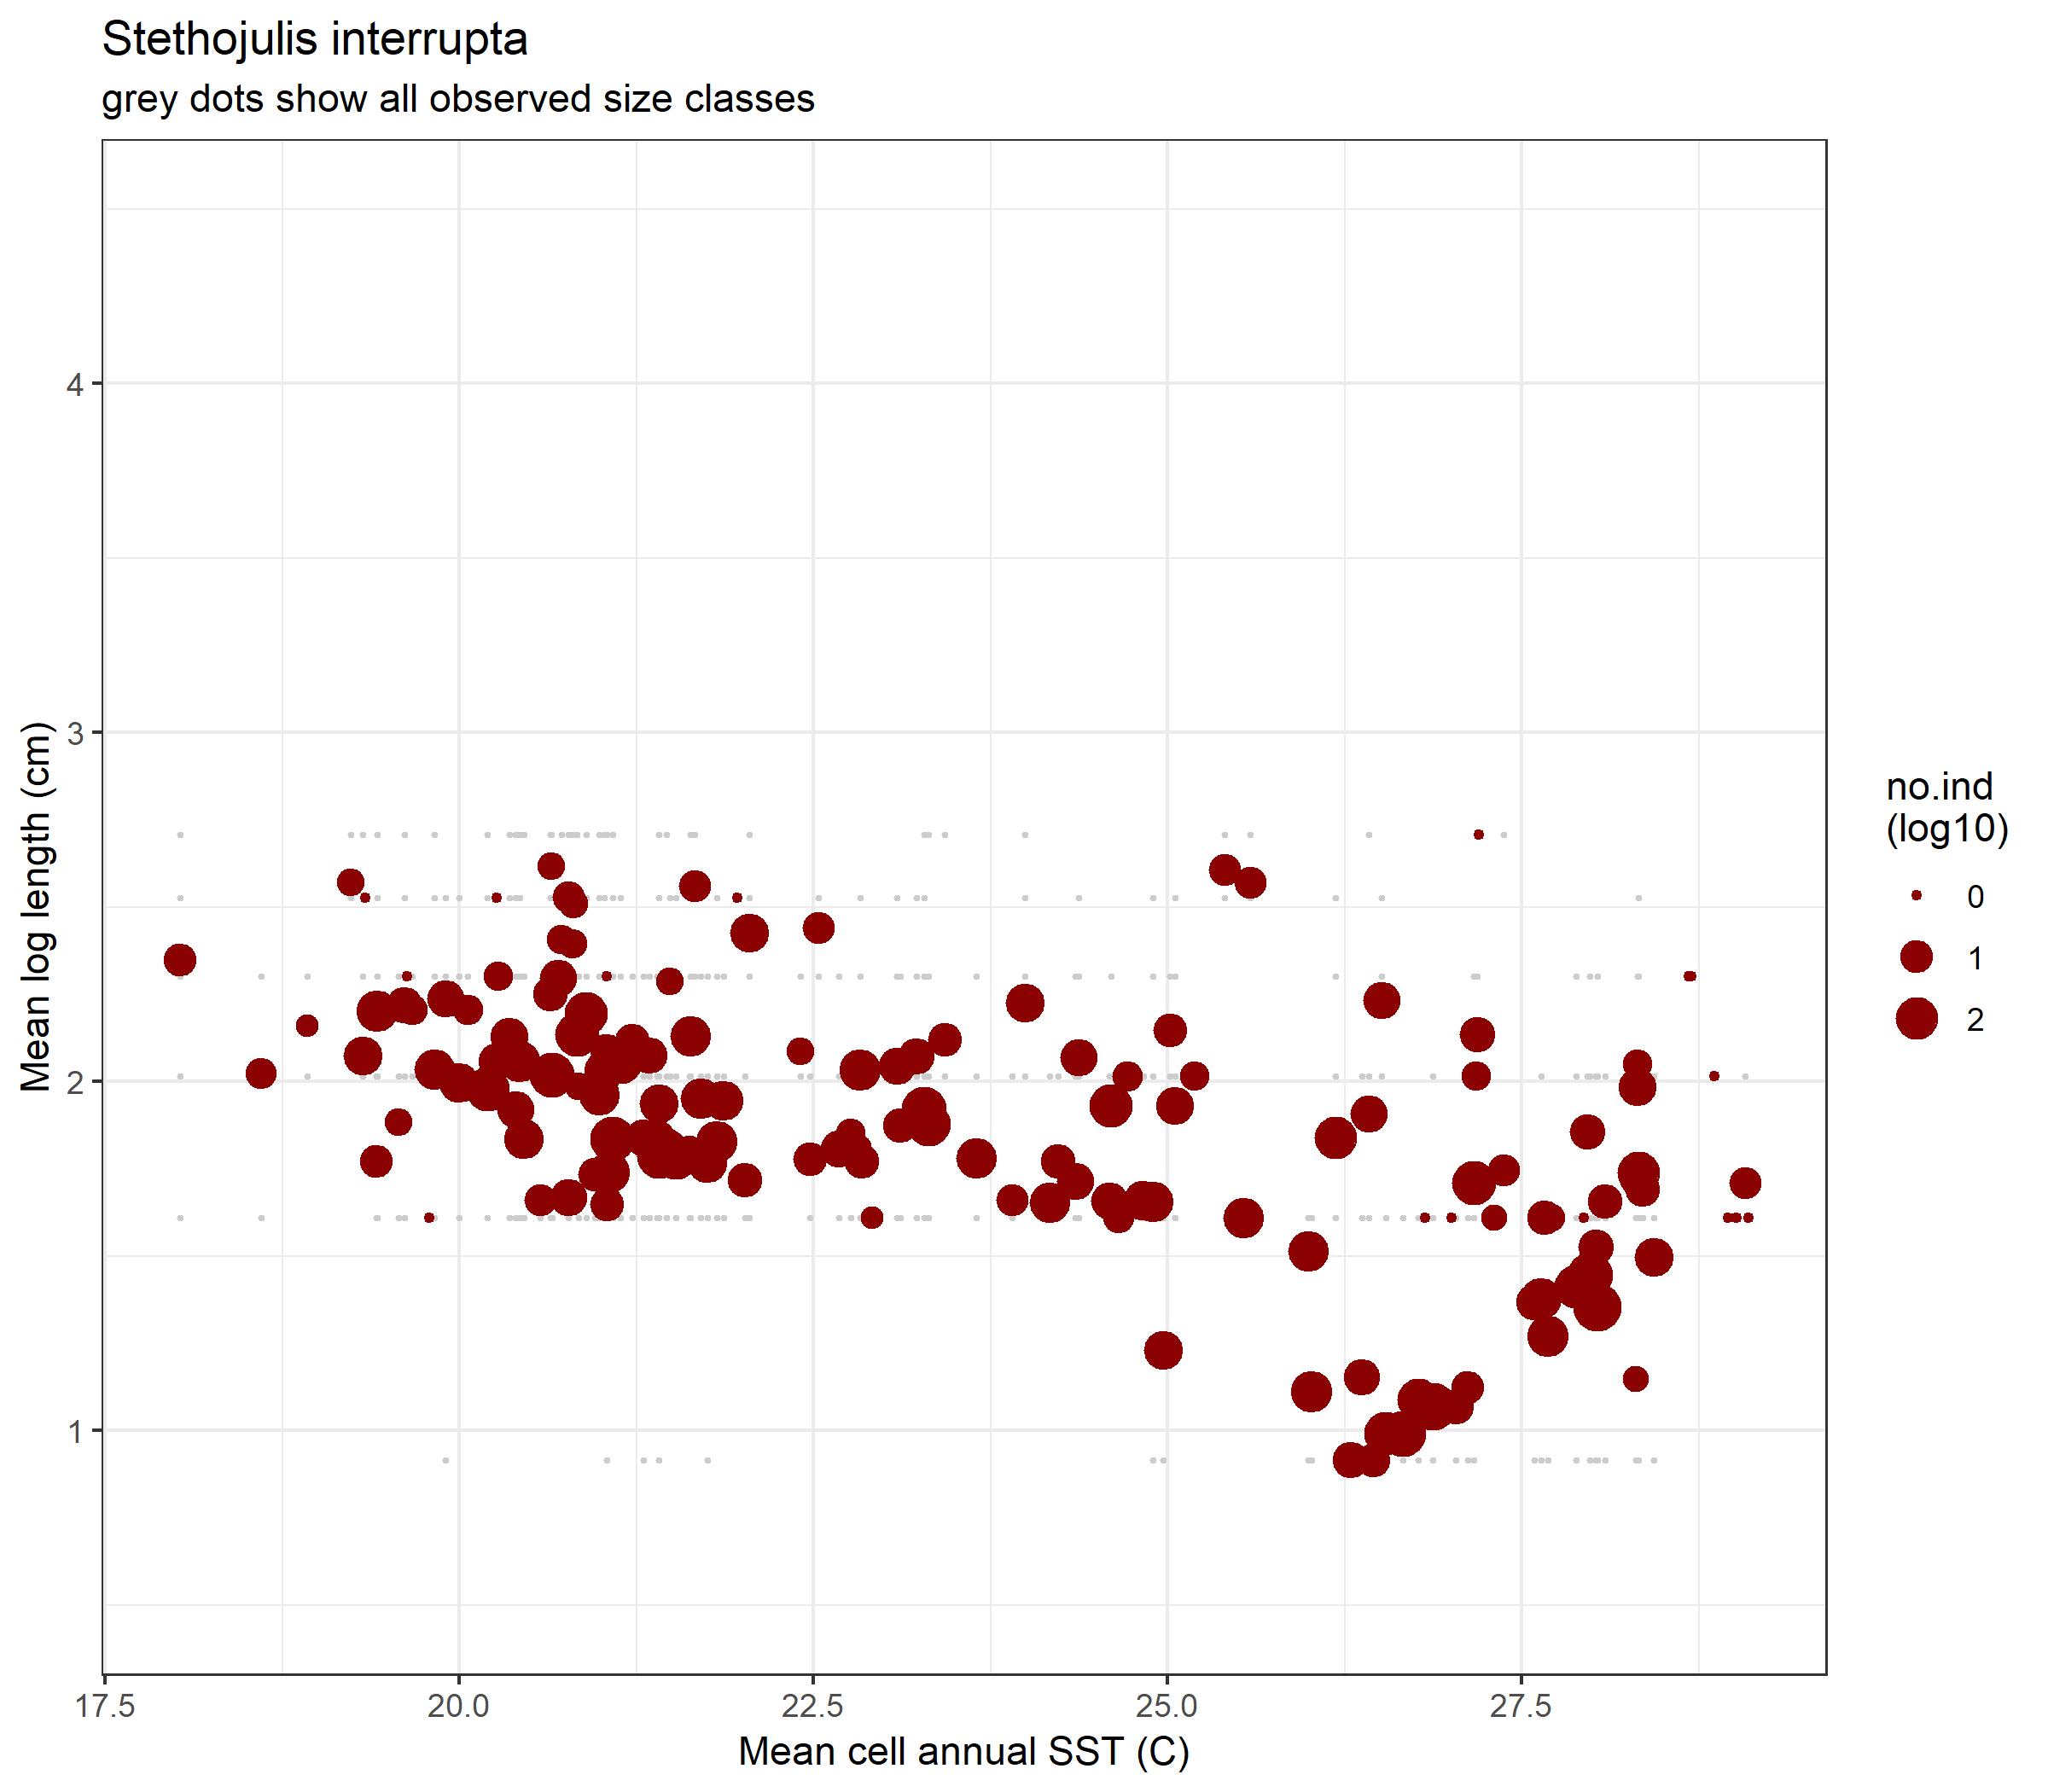 Stethojulis interrupta
grey dots show all observed size classes
Mean log length (cm)
4
3
2
1
17.5 20.0 22.5 25.0 27.5
Mean cell annual SST (C)
no.ind
(log10)
0
1
2